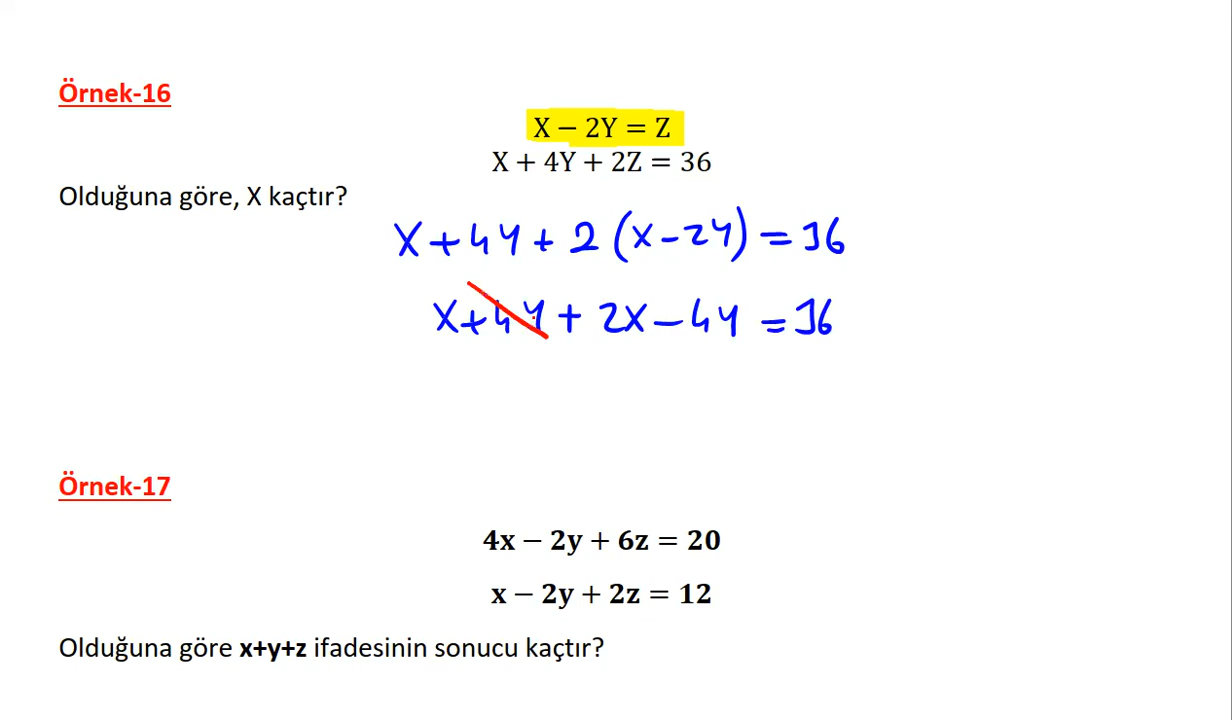 Örnek-16
X − 2Y = Z
X + 4Y + 2Z = 36
Olduğuna göre, X kaçtır?
X + 4Y + 2 (X − 2Y) = 36
X + 4Y + 2X − 4Y = 36
Örnek-17
4x − 2y + 6z = 20
x − 2y + 2z = 12
Olduğuna göre x+y+z ifadesinin sonucu kaçtır?